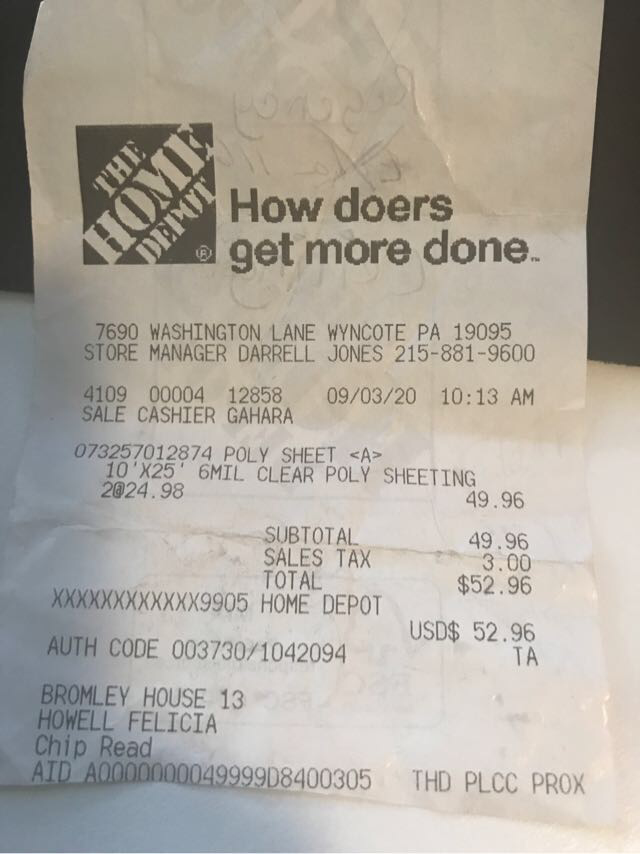 THE
HOME
DEPOT
®
How doers
get more done™
7690 WASHINGTON LANE WYNCOTE PA 19095
STORE MANAGER DARRELL JONES 215-881-9600
4109 00004 12858 09/03/20 10:13 AM
SALE CASHIER GAHARA
073257012874 POLY SHEET <A>
10'X25' 6MIL CLEAR POLY SHEETING
2@24.98 49.96
SUBTOTAL 49.96
SALES TAX 3.00
TOTAL $52.96
XXXXXXXXXXXX9905 HOME DEPOT
USD$ 52.96
AUTH CODE 003730/1042094 TA
BROMLEY HOUSE 13
HOWELL FELICIA
Chip Read
AID A0000000049999D8400305 THD PLCC PROX